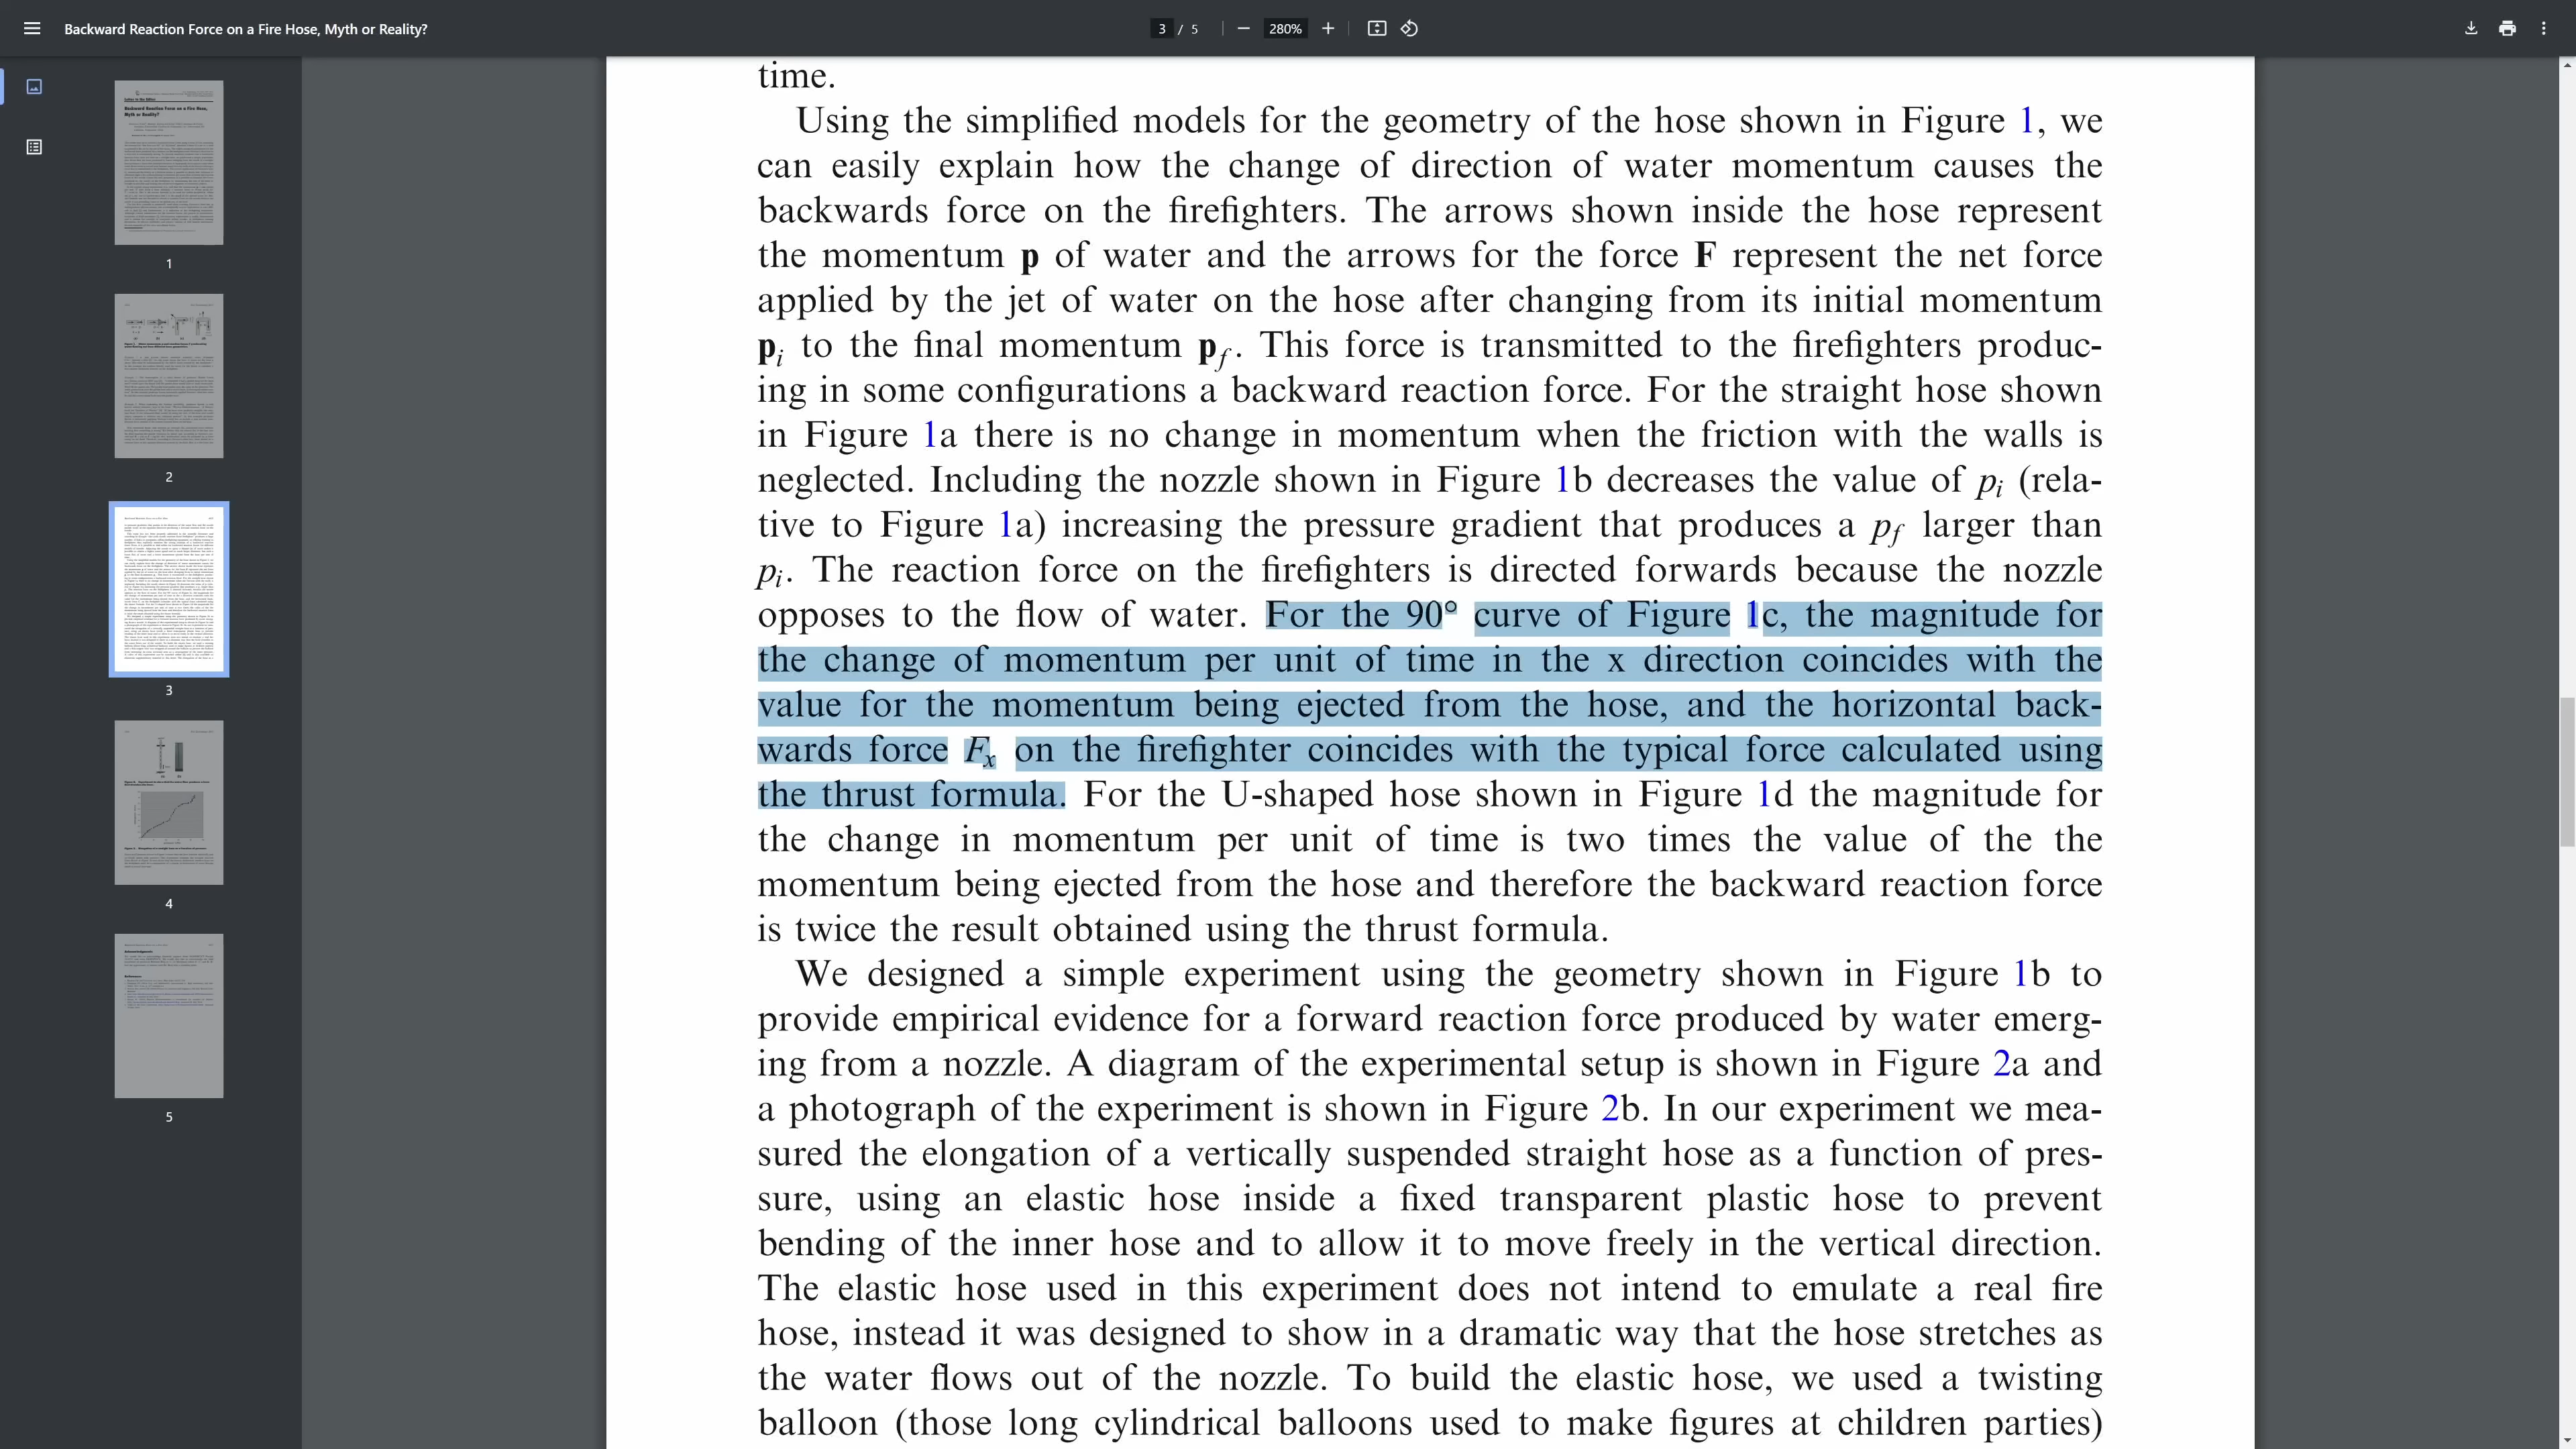 Backward Reaction Force on a Fire Hose, Myth or Reality?
3 / 5
280%
1
2
3
4
5
time.
Using the simplified models for the geometry of the hose shown in Figure 1, we
can easily explain how the change of direction of water momentum causes the
backwards force on the firefighters. The arrows shown inside the hose represent
the momentum p of water and the arrows for the force F represent the net force
applied by the jet of water on the hose after changing from its initial momentum
pi to the final momentum pf. This force is transmitted to the firefighters produc-
ing in some configurations a backward reaction force. For the straight hose shown
in Figure 1a there is no change in momentum when the friction with the walls is
neglected. Including the nozzle shown in Figure 1b decreases the value of pi (rela-
tive to Figure 1a) increasing the pressure gradient that produces a pf larger than
pi. The reaction force on the firefighters is directed forwards because the nozzle
opposes to the flow of water. For the 90° curve of Figure 1c, the magnitude for
the change of momentum per unit of time in the x direction coincides with the
value for the momentum being ejected from the hose, and the horizontal back-
wards force Fx on the firefighter coincides with the typical force calculated using
the thrust formula. For the U-shaped hose shown in Figure 1d the magnitude for
the change in momentum per unit of time is two times the value of the the
momentum being ejected from the hose and therefore the backward reaction force
is twice the result obtained using the thrust formula.
We designed a simple experiment using the geometry shown in Figure 1b to
provide empirical evidence for a forward reaction force produced by water emerg-
ing from a nozzle. A diagram of the experimental setup is shown in Figure 2a and
a photograph of the experiment is shown in Figure 2b. In our experiment we mea-
sured the elongation of a vertically suspended straight hose as a function of pres-
sure, using an elastic hose inside a fixed transparent plastic hose to prevent
bending of the inner hose and to allow it to move freely in the vertical direction.
The elastic hose used in this experiment does not intend to emulate a real fire
hose, instead it was designed to show in a dramatic way that the hose stretches as
the water flows out of the nozzle. To build the elastic hose, we used a twisting
balloon (those long cylindrical balloons used to make figures at children parties)